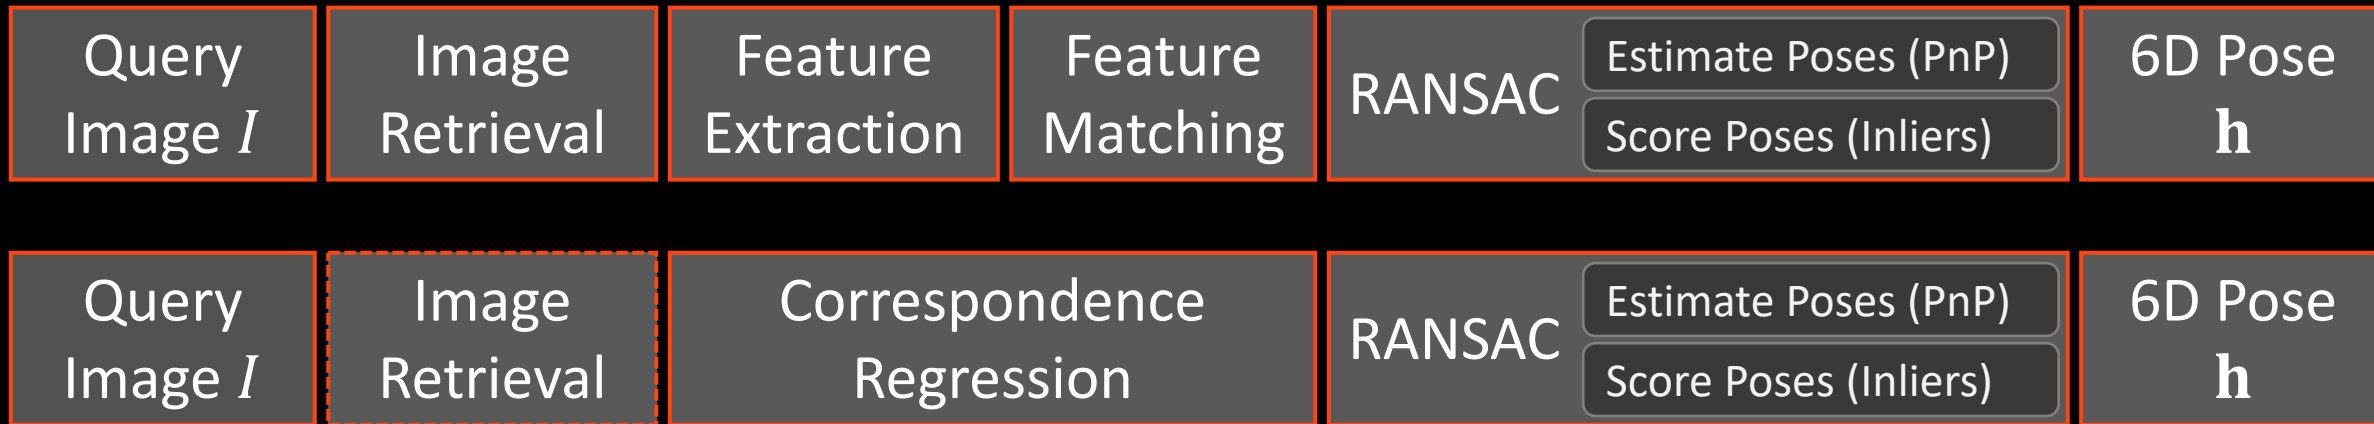 Query
Image I
Image
Retrieval
Feature
Extraction
Feature
Matching
RANSAC
Estimate Poses (PnP)
Score Poses (Inliers)
6D Pose
h
Query
Image I
Image
Retrieval
Correspondence
Regression
RANSAC
Estimate Poses (PnP)
Score Poses (Inliers)
6D Pose
h